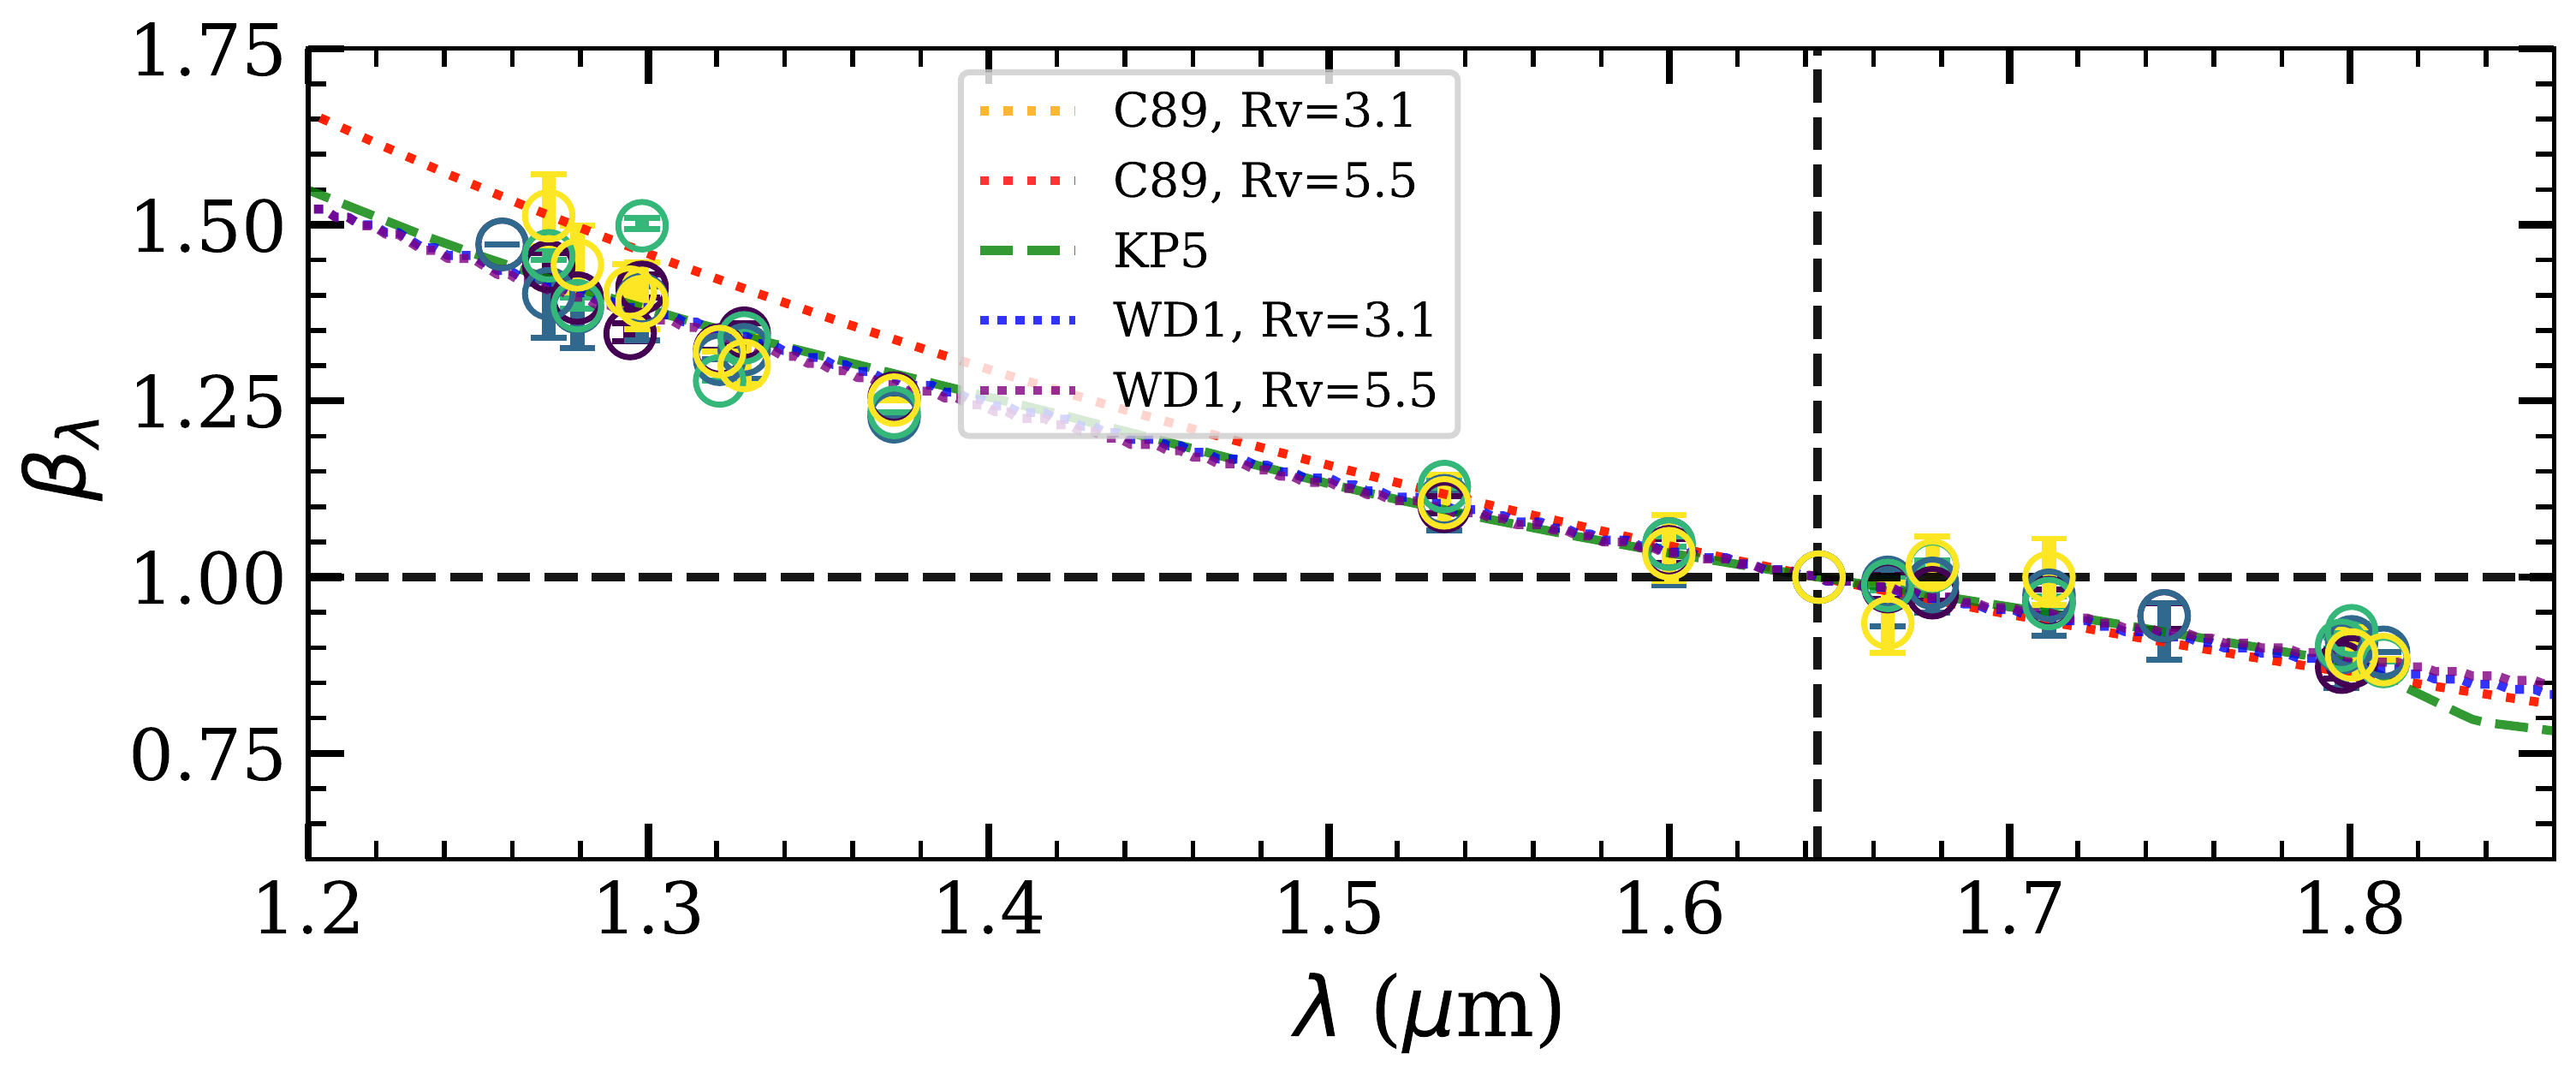 1.75
1.50
1.25
1.00
0.75
βλ
C89, Rv=3.1
C89, Rv=5.5
KP5
WD1, Rv=3.1
WD1, Rv=5.5
1.2 1.3 1.4 1.5 1.6 1.7 1.8
λ (μm)